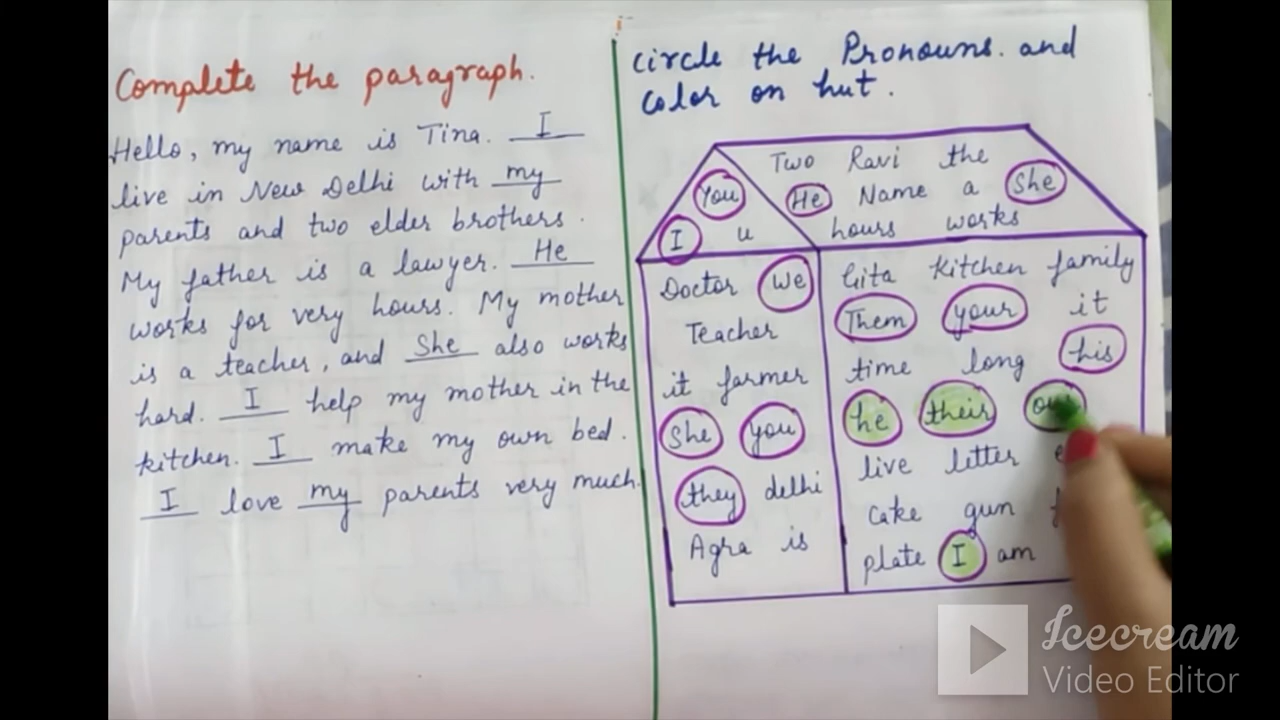 Complete the paragraph.
Hello, my name is Tina. I
live in New Delhi with my
parents and two elder brothers.
My father is a lawyer. He
works for very hours. My mother
is a teacher, and She also works
hard. I help my mother in the
kitchen. I make my own bed.
I love my parents very much.
circle the Pronouns. and
Color on hut.
You
I u
Two Ravi the
He Name a She
hours works
Doctor We
Teacher
it farmer
She you
they delhi
Agra is
Gita kitchen family
Them your it
time long his
he their
live letter
cake gun
plate I am
Icecream
Video Editor